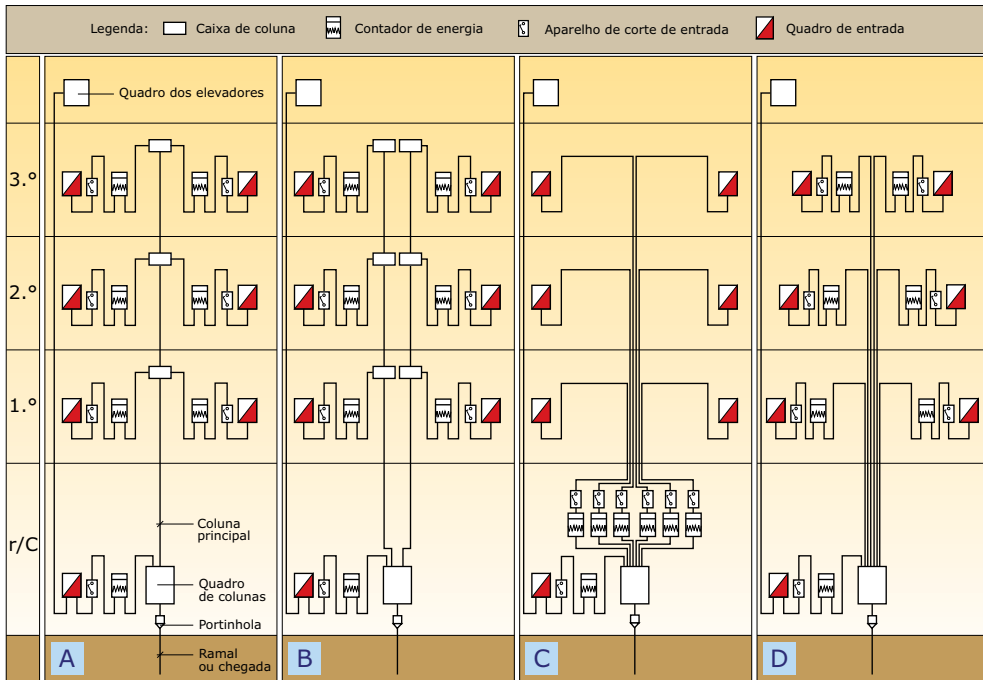 Legenda:
Caixa de coluna
Contador de energia
Aparelho de corte de entrada
Quadro de entrada
Quadro dos elevadores
3.º
2.º
1.º
r/C
Coluna
principal
Quadro
de colunas
Portinhola
Ramal
ou chegada
A
B
C
D